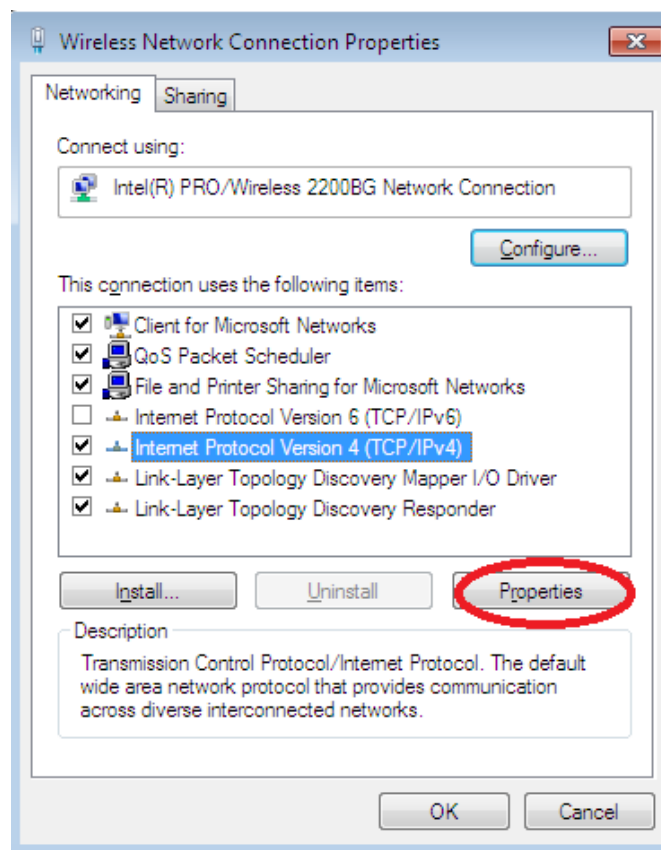 Wireless Network Connection Properties
Networking
Sharing
Connect using:
Intel(R) PRO/Wireless 2200BG Network Connection
Configure...
This connection uses the following items:
Client for Microsoft Networks
QoS Packet Scheduler
File and Printer Sharing for Microsoft Networks
Internet Protocol Version 6 (TCP/IPv6)
Internet Protocol Version 4 (TCP/IPv4)
Link-Layer Topology Discovery Mapper I/O Driver
Link-Layer Topology Discovery Responder
Install...
Uninstall
Properties
Description
Transmission Control Protocol/Internet Protocol. The default
wide area network protocol that provides communication
across diverse interconnected networks.
OK
Cancel